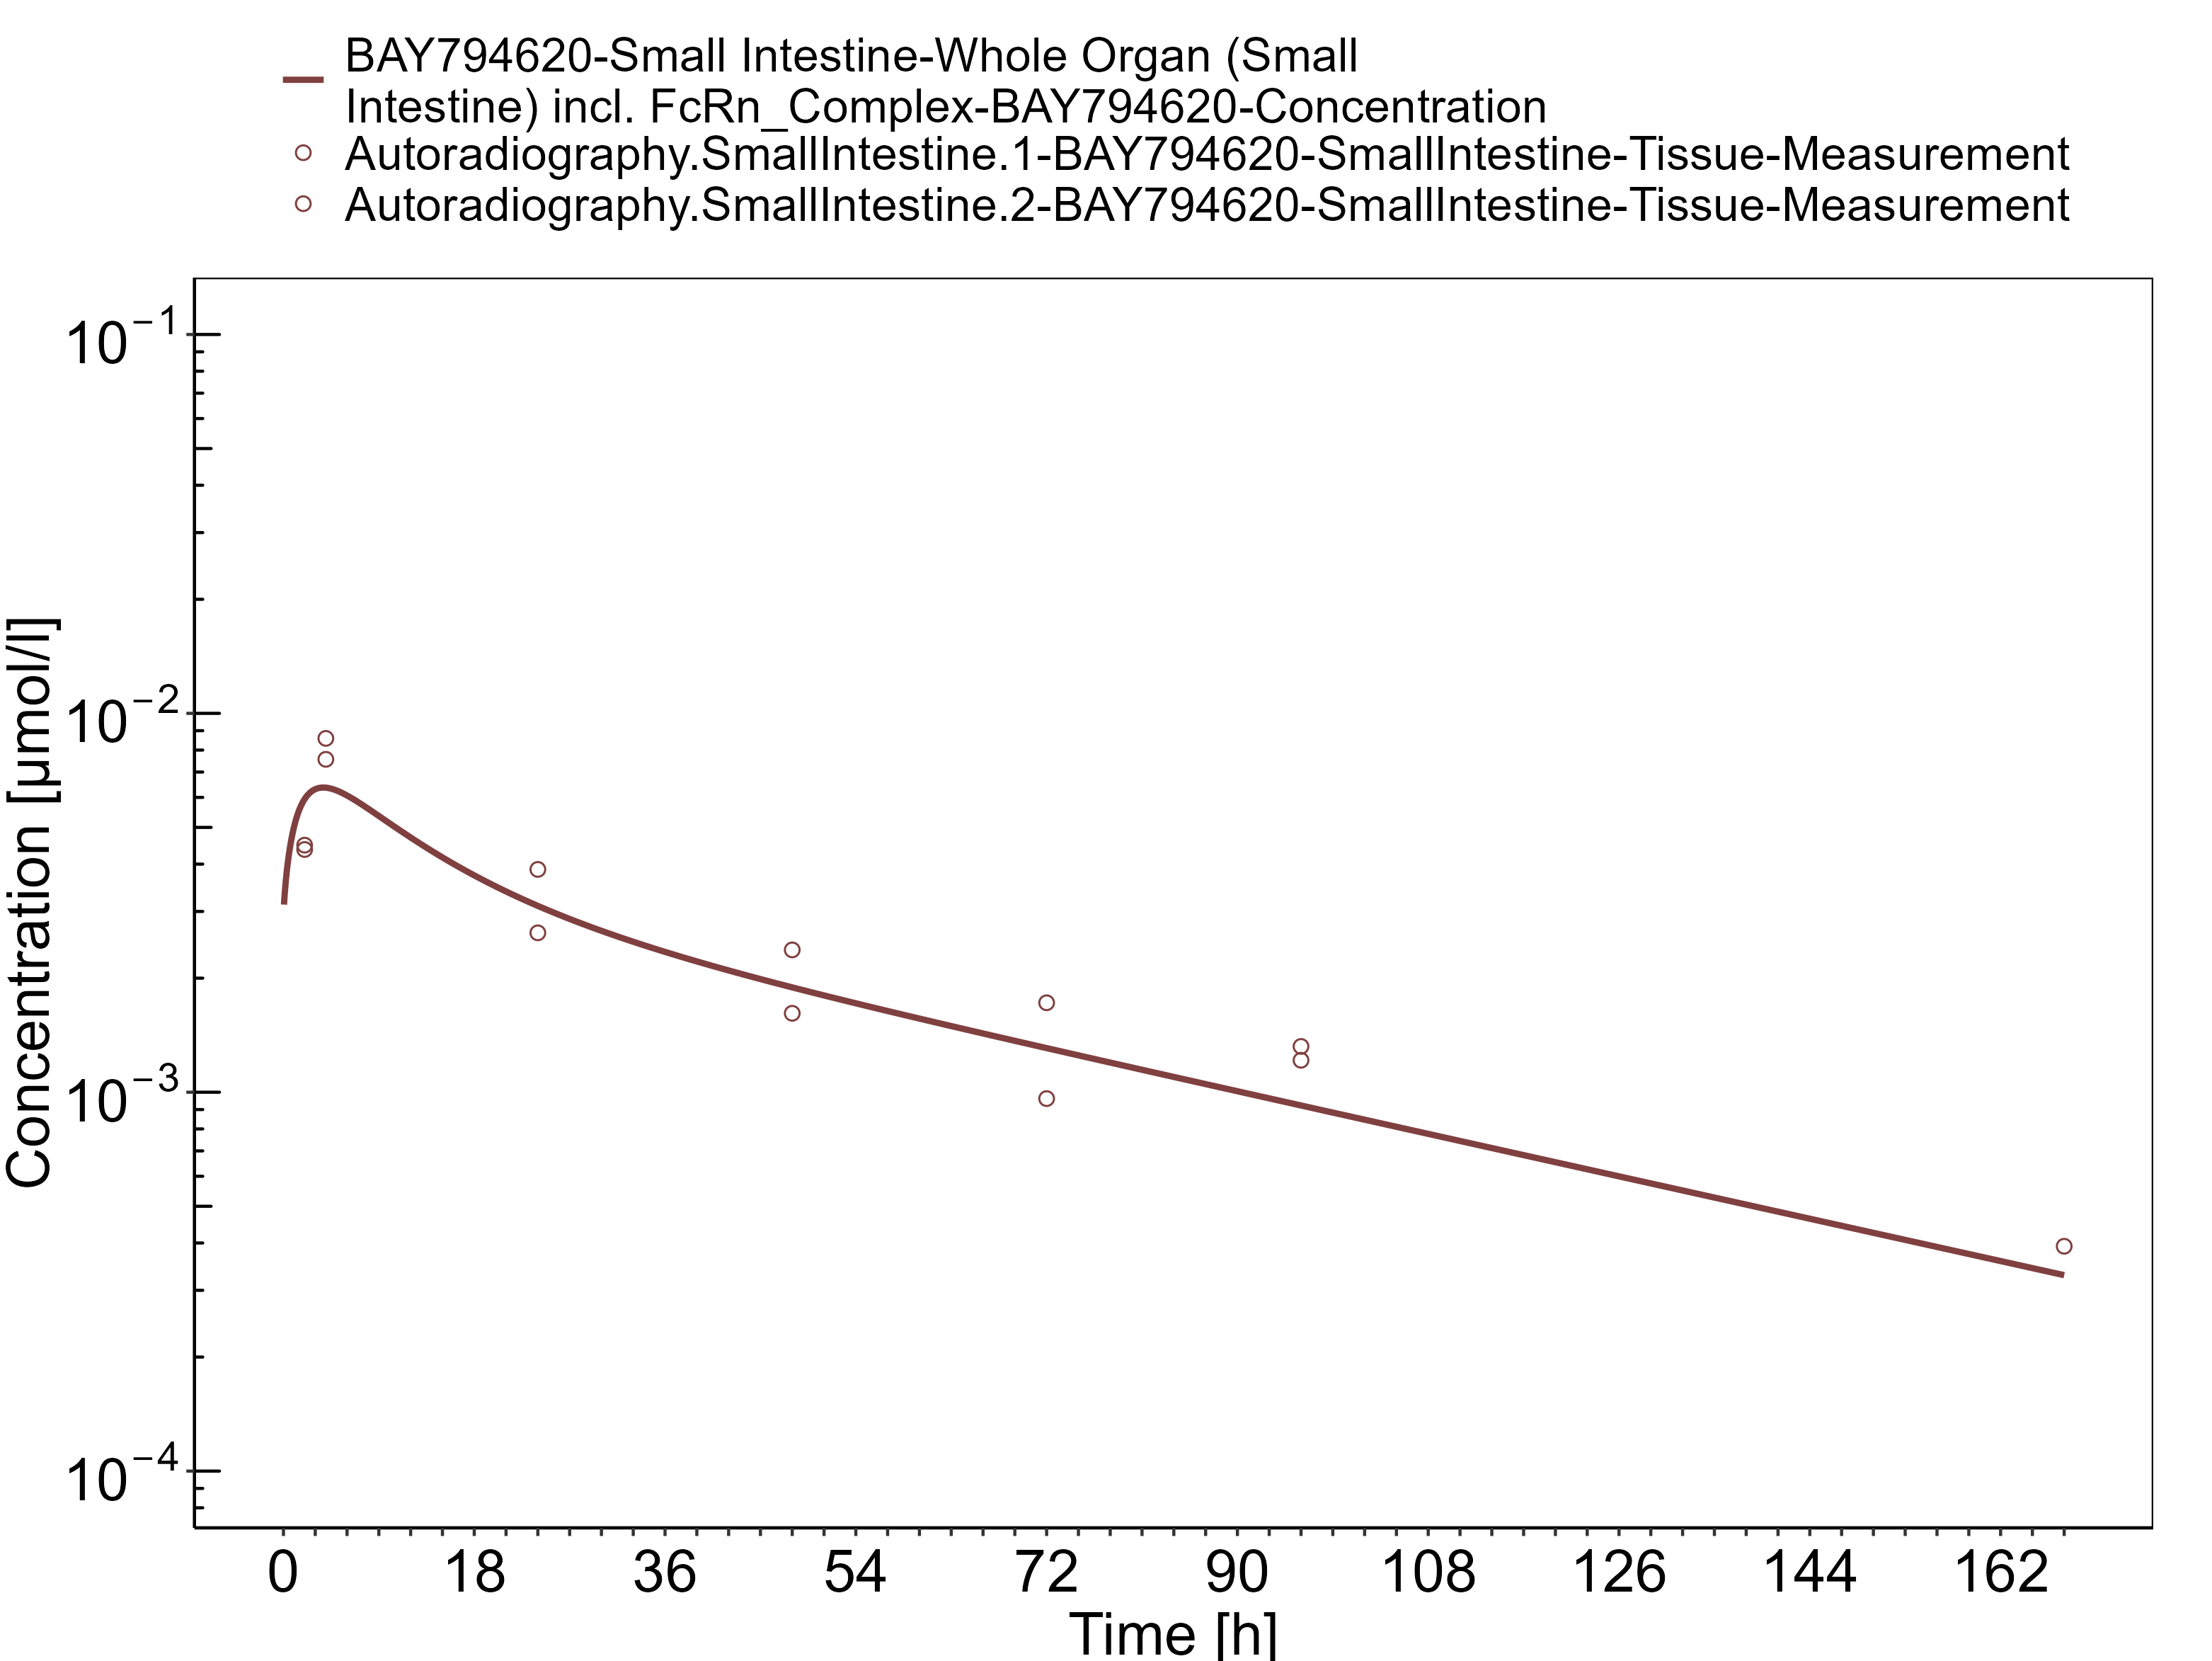 BAY794620-Small Intestine-Whole Organ (Small
Intestine) incl. FcRn_Complex-BAY794620-Concentration
Autoradiography.SmallIntestine.1-BAY794620-SmallIntestine-Tissue-Measurement
Autoradiography.SmallIntestine.2-BAY794620-SmallIntestine-Tissue-Measurement
10⁻¹
10⁻²
10⁻³
10⁻⁴
Concentration [µmol/l]
0 18 36 54 72 90 108 126 144 162
Time [h]